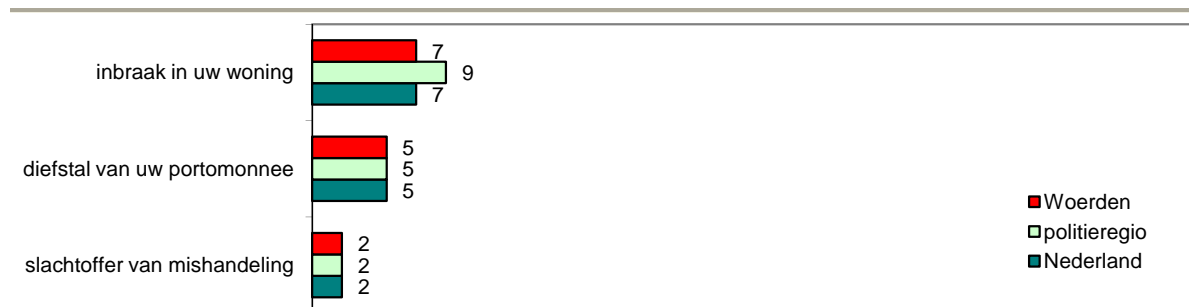 inbraak in uw woning
7
9
7
diefstal van uw portomonnee
5
5
5
slachtoffer van mishandeling
2
2
2
Woerden
politieregio
Nederland